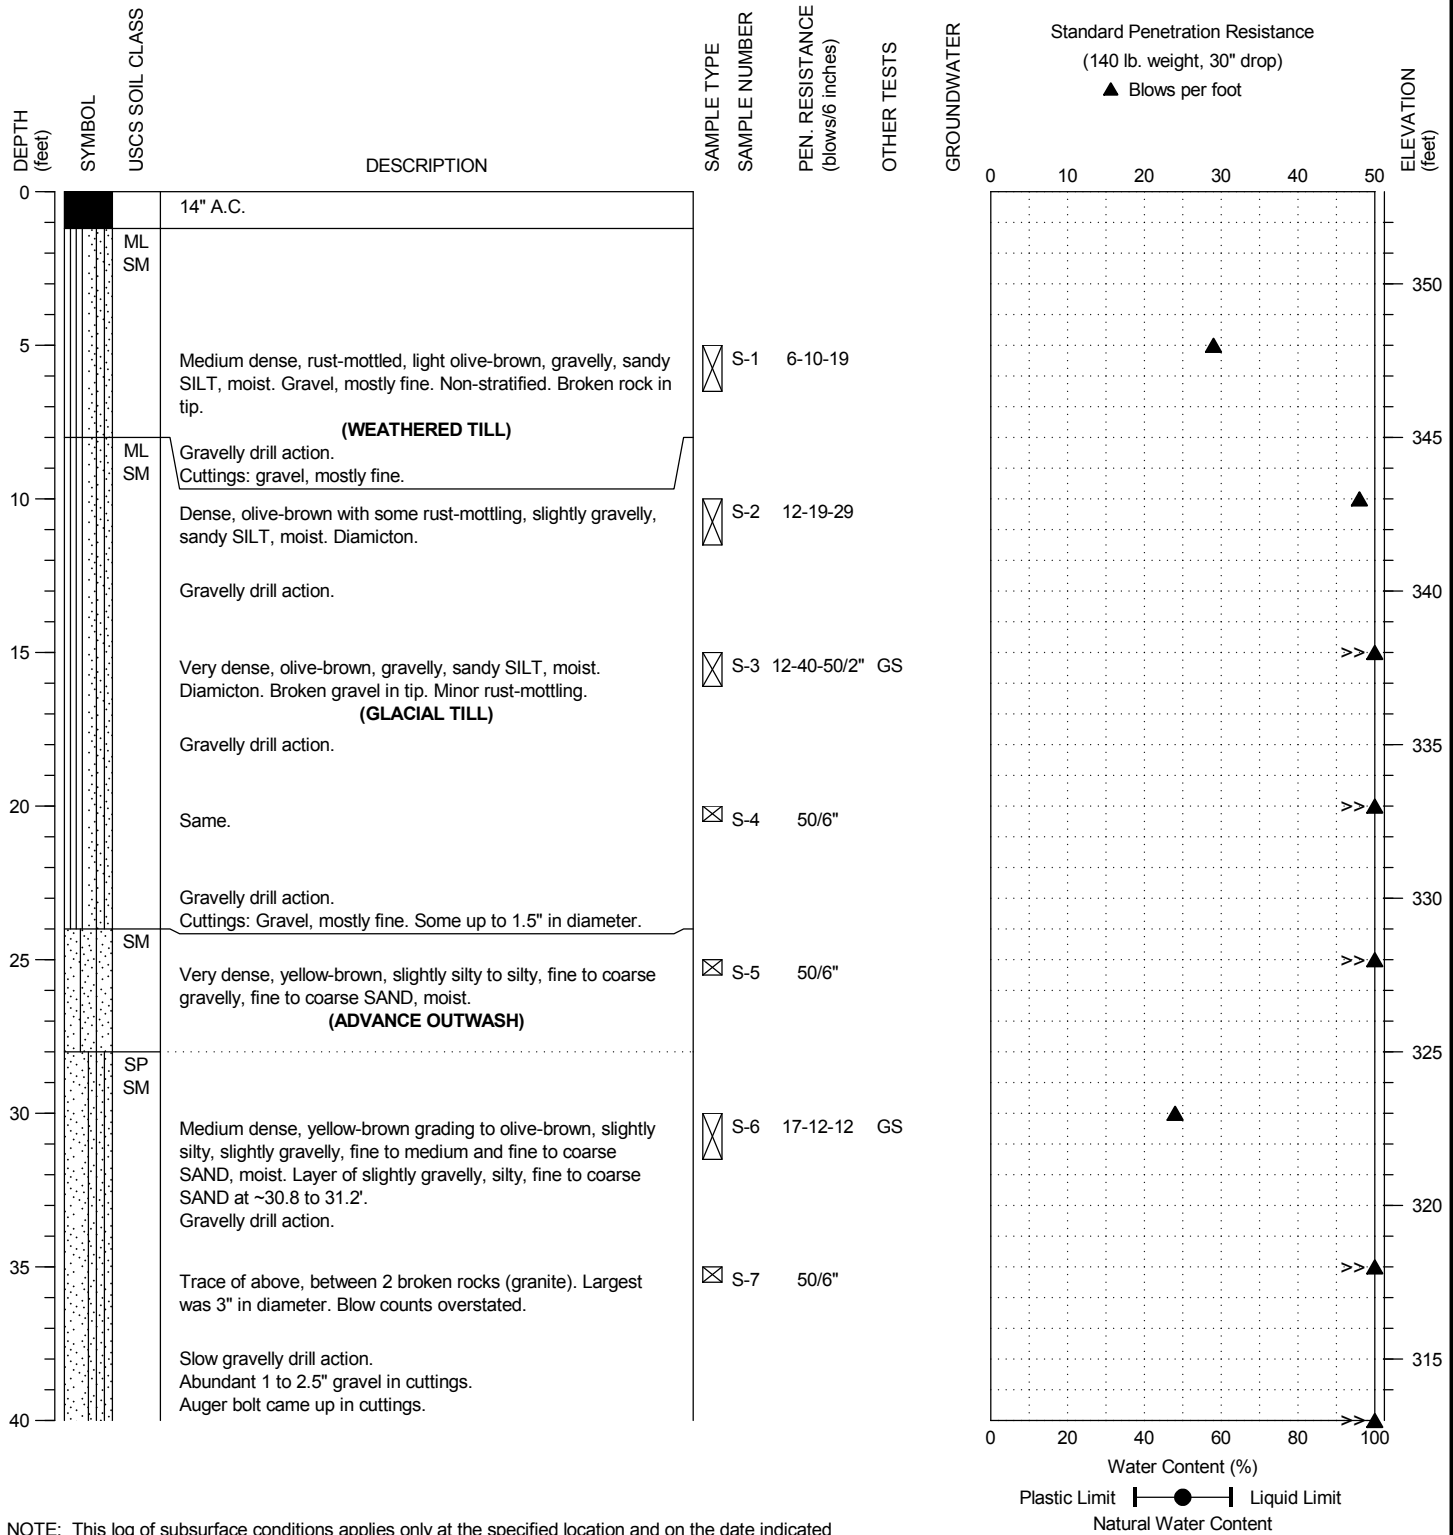 DEPTH
(feet)
SYMBOL
USCS SOIL CLASS
DESCRIPTION
SAMPLE TYPE
SAMPLE NUMBER
PEN. RESISTANCE
(blows/6 inches)
OTHER TESTS
GROUNDWATER
Standard Penetration Resistance
(140 lb. weight, 30" drop)
▲ Blows per foot
ELEVATION
(feet)
0 10 20 30 40 50
0
14" A.C.
ML
SM
350
5
Medium dense, rust-mottled, light olive-brown, gravelly, sandy
SILT, moist. Gravel, mostly fine. Non-stratified. Broken rock in
tip.
S-1 6-10-19
(WEATHERED TILL)
345
ML
SM
Gravelly drill action.
Cuttings: gravel, mostly fine.
10
Dense, olive-brown with some rust-mottling, slightly gravelly,
sandy SILT, moist. Diamicton.
S-2 12-19-29
Gravelly drill action.
340
15
Very dense, olive-brown, gravelly, sandy SILT, moist.
Diamicton. Broken gravel in tip. Minor rust-mottling.
S-3 12-40-50/2" GS
>>
(GLACIAL TILL)
Gravelly drill action.
335
20
Same.
S-4 50/6"
>>
Gravelly drill action.
Cuttings: Gravel, mostly fine. Some up to 1.5" in diameter.
330
SM
25
Very dense, yellow-brown, slightly silty to silty, fine to coarse
gravelly, fine to coarse SAND, moist.
S-5 50/6"
>>
(ADVANCE OUTWASH)
325
SP
SM
30
Medium dense, yellow-brown grading to olive-brown, slightly
silty, slightly gravelly, fine to medium and fine to coarse
SAND, moist. Layer of slightly gravelly, silty, fine to coarse
SAND at ~30.8 to 31.2'.
Gravelly drill action.
S-6 17-12-12 GS
320
35
Trace of above, between 2 broken rocks (granite). Largest
was 3" in diameter. Blow counts overstated.
S-7 50/6"
>>
Slow gravelly drill action.
Abundant 1 to 2.5" gravel in cuttings.
Auger bolt came up in cuttings.
315
40
>>
0 20 40 60 80 100
Water Content (%)
Plastic Limit Liquid Limit
Natural Water Content
NOTE: This log of subsurface conditions applies only at the specified location and on the date indicated